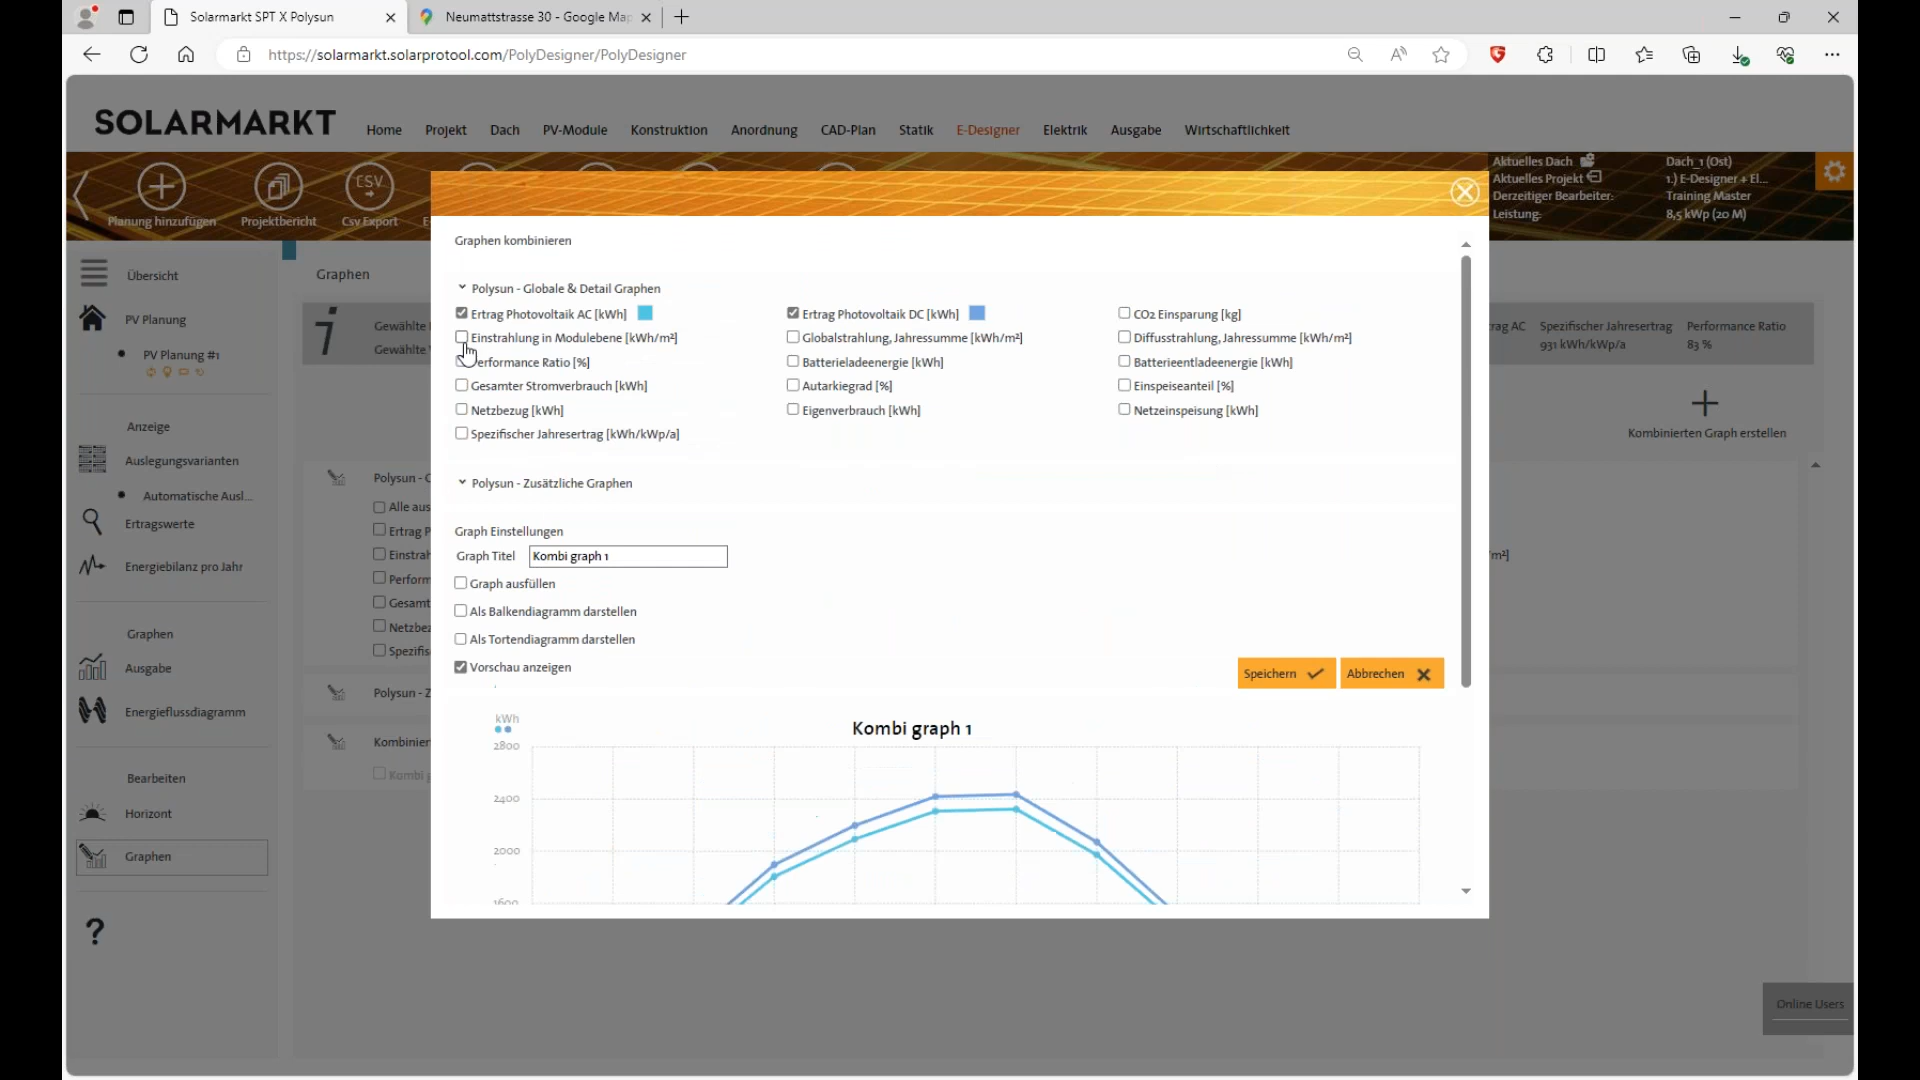 Solarmarkt SPT X Polysun
Neumattstrasse 30 - Google Ma
https://solarmarkt.solarprotool.com/PolyDesigner/PolyDesigner
SOLARMARKT
Home Projekt Dach PV-Module Konstruktion Anordnung CAD-Plan Statik E-Designer Elektrik Ausgabe Wirtschaftlichkeit
Planung hinzufügen
Projektbericht
CSV
Csv Export
Aktuelles Dach Dach_1 (Ost)
Aktuelles Projekt 1.) E-Designer + El...
Derzeitiger Bearbeiter: Training Master
Leistung: 8,5 kWp (20 M)
Übersicht
PV Planung
PV Planung #1
Anzeige
Auslegungsvarianten
Automatische Ausl...
Ertragswerte
Energiebilanz pro Jahr
Graphen
Ausgabe
Energieflussdiagramm
Bearbeiten
Horizont
Graphen
?
Graphen
i
Gewählte
Gewählte
rag AC Spezifischer Jahresertrag Performance Ratio
931 kWh/kWp/a 83 %
Kombinierten Graph erstellen
Polysun - G
Alle aus
Ertrag P
Einstrah
m²]
Perform
Gesamt
Netzbez
Spezifis
Polysun - Z
Kombinier
Kombi g
Graphen kombinieren
Polysun - Globale & Detail Graphen
Ertrag Photovoltaik AC [kWh] Ertrag Photovoltaik DC [kWh] CO2 Einsparung [kg]
Einstrahlung in Modulebene [kWh/m²] Globalstrahlung, Jahressumme [kWh/m²] Diffusstrahlung, Jahressumme [kWh/m²]
Performance Ratio [%] Batterieladeenergie [kWh] Batterieentladeenergie [kWh]
Gesamter Stromverbrauch [kWh] Autarkiegrad [%] Einspeiseanteil [%]
Netzbezug [kWh] Eigenverbrauch [kWh] Netzeinspeisung [kWh]
Spezifischer Jahresertrag [kWh/kWp/a]
Polysun - Zusätzliche Graphen
Graph Einstellungen
Graph Titel Kombi graph 1
Graph ausfüllen
Als Balkendiagramm darstellen
Als Tortendiagramm darstellen
Vorschau anzeigen
Speichern Abbrechen
kWh
Kombi graph 1
2800
2400
2000
1600
Online Users